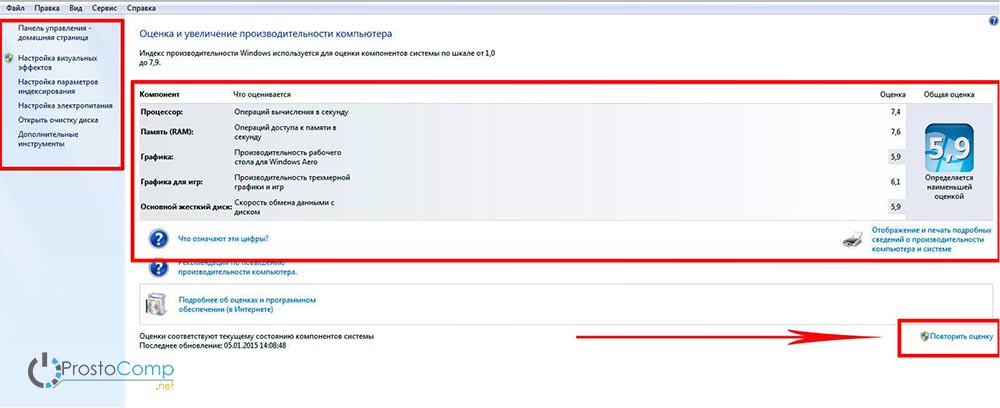 Файл Правка Вид Сервис Справка
Панель управления -
домашняя страница
Настройка визуальных
эффектов
Настройка параметров
индексирования
Настройка электропитания
Открыть очистку диска
Дополнительные
инструменты
Оценка и увеличение производительности компьютера
Индекс производительности Windows используется для оценки компонентов системы по шкале от 1,0
до 7,9.
Компонент Что оценивается Оценка Общая оценка
Процессор: Операций вычисления в секунду 7,4
Память (RAM): Операций доступа к памяти в
секунду 7,6
Графика: Производительность рабочего
стола для Windows Aero 5,9
Графика для игр: Производительность трехмерной
графики и игр 6,1
Основной жесткий диск: Скорость обмена данными с
диском 5,9
5,9
Определяется
наименьшей
оценкой
Что означают эти цифры?
Отображение и печать подробных
сведений о производительности
компьютера и системе
Рекомендации по повышению
производительности компьютера.
Подробнее об оценках и программном
обеспечении (в Интернете)
Оценки соответствуют текущему состоянию компонентов системы
Последнее обновление: 05.01.2015 14:08:48
Повторить оценку
ProstoComp
.net